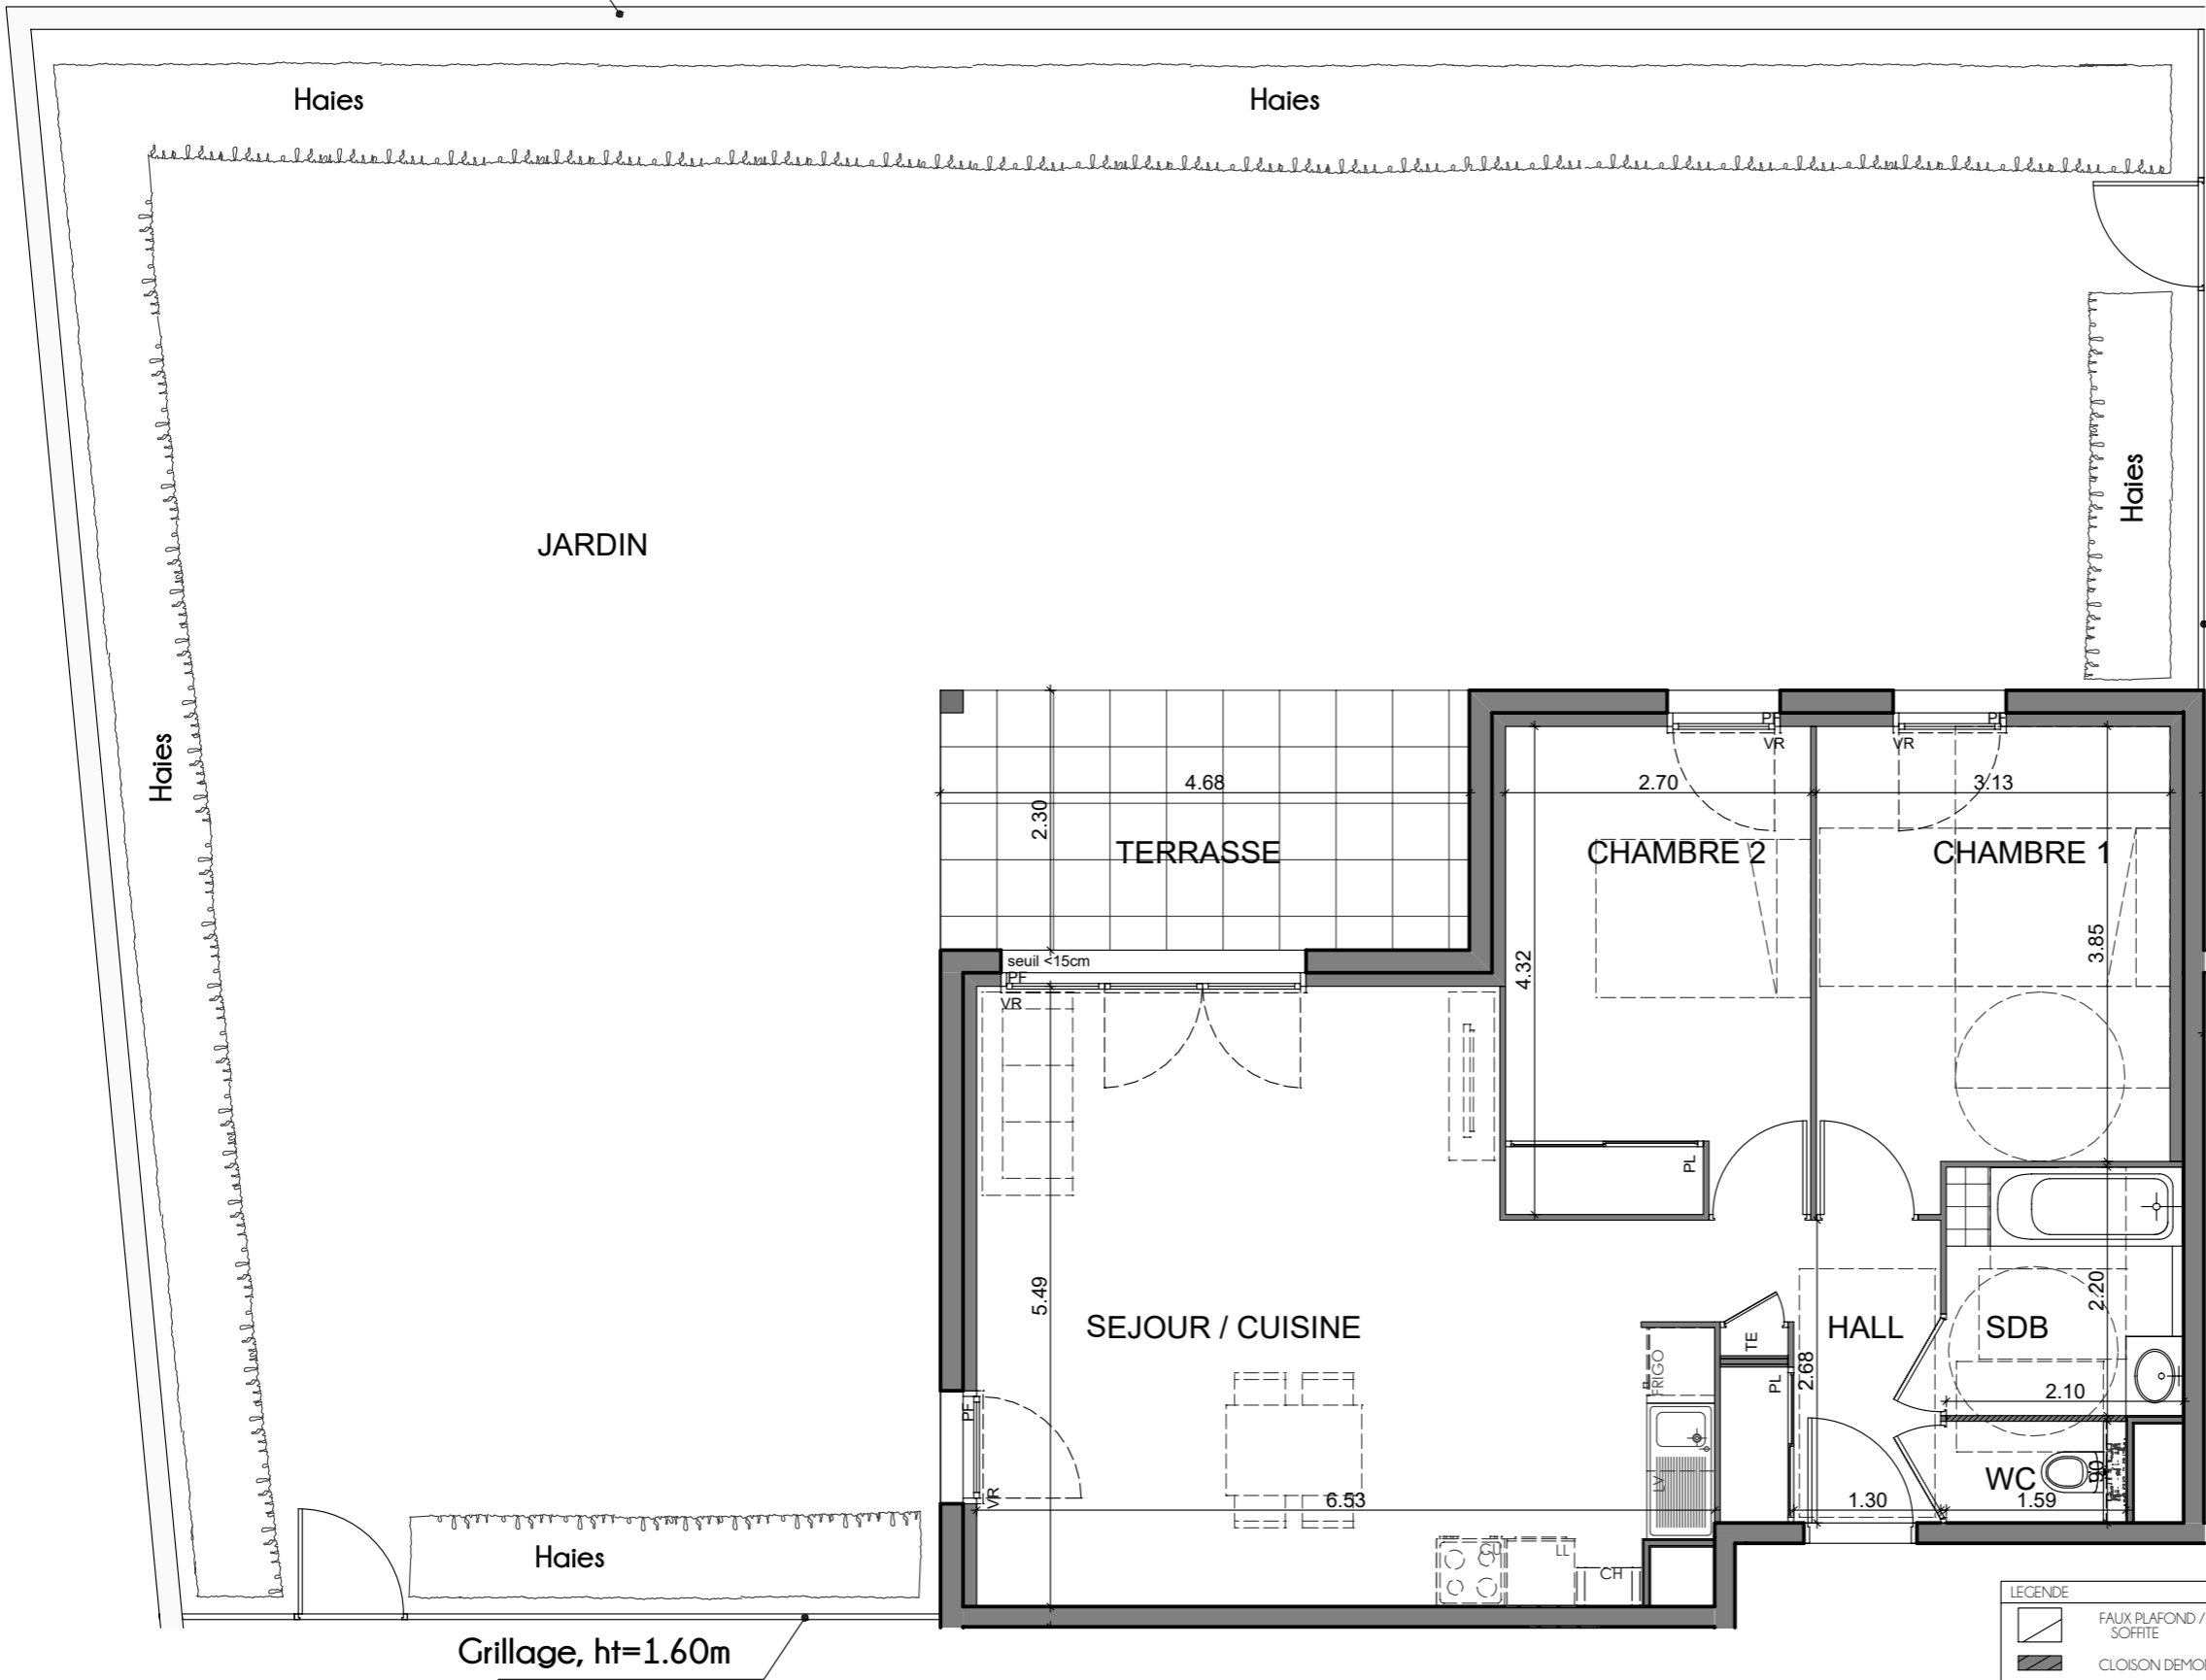 Haies
Haies
JARDIN
Haies
Haies
PF
VR
PF
VR
4.68
2.70
3.13
2.30
TERRASSE
CHAMBRE 2
CHAMBRE 1
seuil <15cm
PF
VR
4.32
3.85
PL
5.49
SEJOUR / CUISINE
TE
HALL
SDB
2.20
FRIGO
PL
2.68
2.10
PF
VR
LV
WC
90
6.53
1.30
1.59
Haies
GU
LL
CH
Grillage, ht=1.60m
LEGENDE
FAUX PLAFOND /
SOFFITE